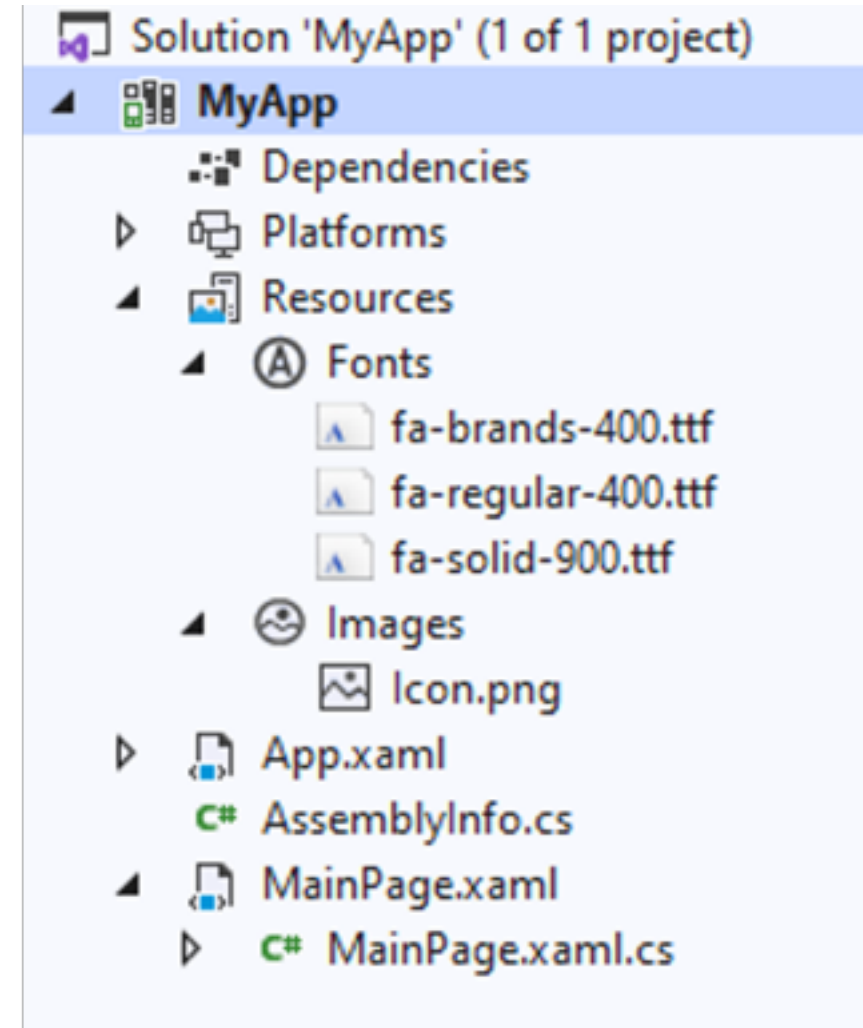 Solution 'MyApp' (1 of 1 project)
MyApp
Dependencies
Platforms
Resources
Fonts
fa-brands-400.ttf
fa-regular-400.ttf
fa-solid-900.ttf
Images
Icon.png
App.xaml
C# AssemblyInfo.cs
MainPage.xaml
C# MainPage.xaml.cs